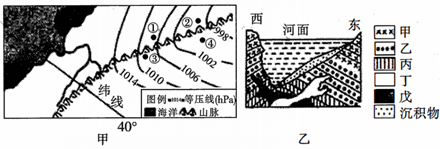 ① ② ③ ④
998
1002
1006
1010
1014
纬线
40°
图例 -1014- 等压线(hPa)
海洋 山脉
甲
西 河面 东
甲
乙
丙
丁
戊
沉积物
乙